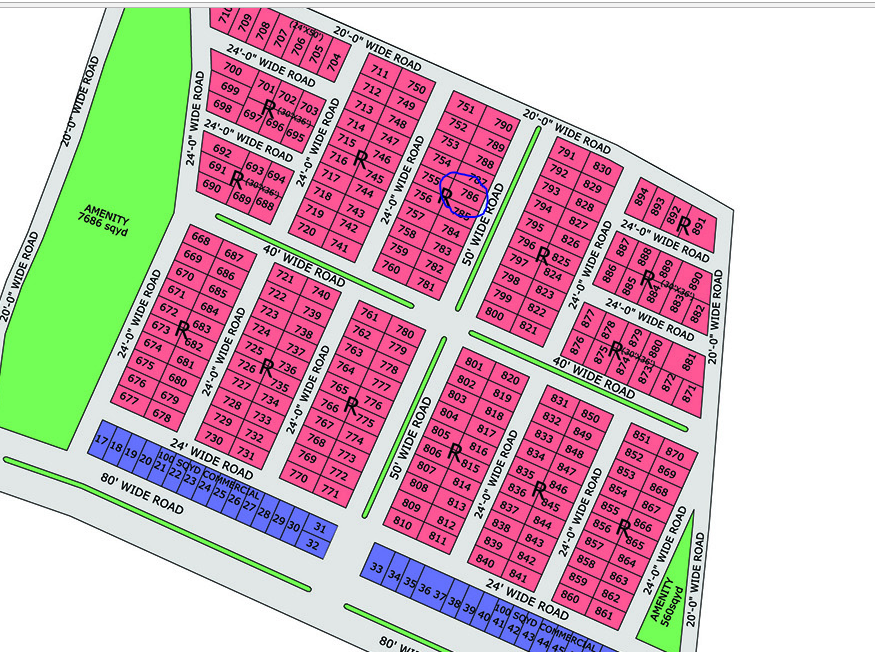 710 709 708 707 706 705 704
(24'X50')
20'-0" WIDE ROAD
24'-0" WIDE ROAD
700 701 702 703
699
698 697 696 695
R
(30'X36')
24'-0" WIDE ROAD
692 693 694
691
690 689 688
R
(30'X36')
20'-0" WIDE ROAD
24'-0" WIDE ROAD
20'-0" WIDE ROAD
AMENITY
7686 sqyd
24'-0" WIDE ROAD
711 750
712 749
713 748
714 747
715 746
716 745
717 744
718 743
719 742
720 741
R
24'-0" WIDE ROAD
751 790
752 789
753 788
754 787
755 786
756 785
757 784
758 783
759 782
760 781
R
50' WIDE ROAD
20'-0" WIDE ROAD
791 830
792 829
793 828
794 827
795 826
796 825
797 824
798 823
799 822
800 821
R
24'-0" WIDE ROAD
894 893 892 891
R
24'-0" WIDE ROAD
887 888 889 890
886 885 884 883 882
R
(30'X36')
24'-0" WIDE ROAD
877 878 879 880 881
876 875 874 873 872 871
R
(30'X36')
20'-0" WIDE ROAD
40' WIDE ROAD
40' WIDE ROAD
24'-0" WIDE ROAD
668 687
669 686
670 685
671 684
672 683
673 682
674 681
675 680
676 679
677 678
R
24'-0" WIDE ROAD
721 740
722 739
723 738
724 737
725 736
726 735
727 734
728 733
729 732
730 731
R
24'-0" WIDE ROAD
761 780
762 779
763 778
764 777
765 776
766 775
767 774
768 773
769 772
770 771
R
50' WIDE ROAD
801 820
802 819
803 818
804 817
805 816
806 815
807 814
808 813
809 812
810 811
R
24'-0" WIDE ROAD
831 850
832 849
833 848
834 847
835 846
836 845
837 844
838 843
839 842
840 841
R
24'-0" WIDE ROAD
851 870
852 869
853 868
854 867
855 866
856 865
857 864
858 863
859 862
860 861
R
24'-0" WIDE ROAD
AMENITY
560sqyd
20'-0" WIDE ROAD
24' WIDE ROAD
100 SQYD COMMERCIAL
17 18 19 20 21 22 23 24 25 26 27 28 29 30 31
32
80' WIDE ROAD
24' WIDE ROAD
100 SQYD COMMERCIAL
33 34 35 36 37 38 39 40 41 42 43 44 45
80' WIDE